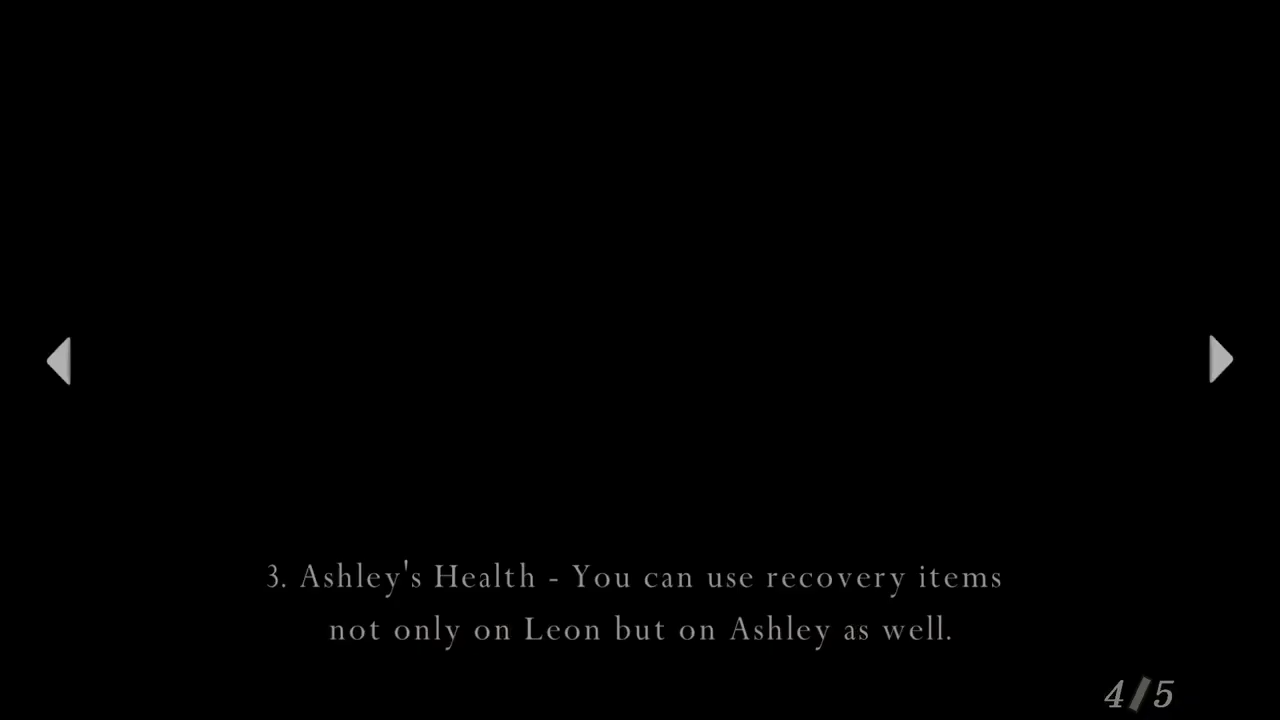 3. Ashley's Health - You can use recovery items
not only on Leon but on Ashley as well.
4/5